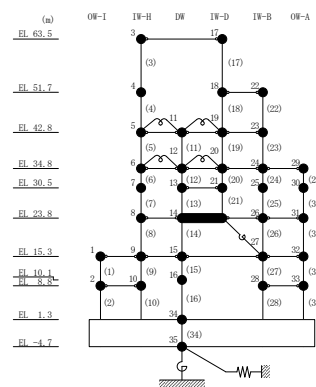 (m) OW-I IW-H DW IW-D IW-B OW-A
EL 63.5 3 17
(3) (17)
EL 51.7 4 18 22
(4) (18) (22)
11 19
EL 42.8 5 23
(5) (11) (19) (23)
12 20
EL 34.8 6 24 29
(6) (12) (20) (24)
EL 30.5 7 13 21 25 30
(7) (13) (21) (25)
EL 23.8 8 14 26 31
(8) (14) (26)
27
EL 15.3 1 9 15 32
(1) (9) (15) (27)
EL 10.1 16
EL 8.8 2 10 28 33
(2) (10) (16) (28)
EL 1.3 34
(34)
EL -4.7 35